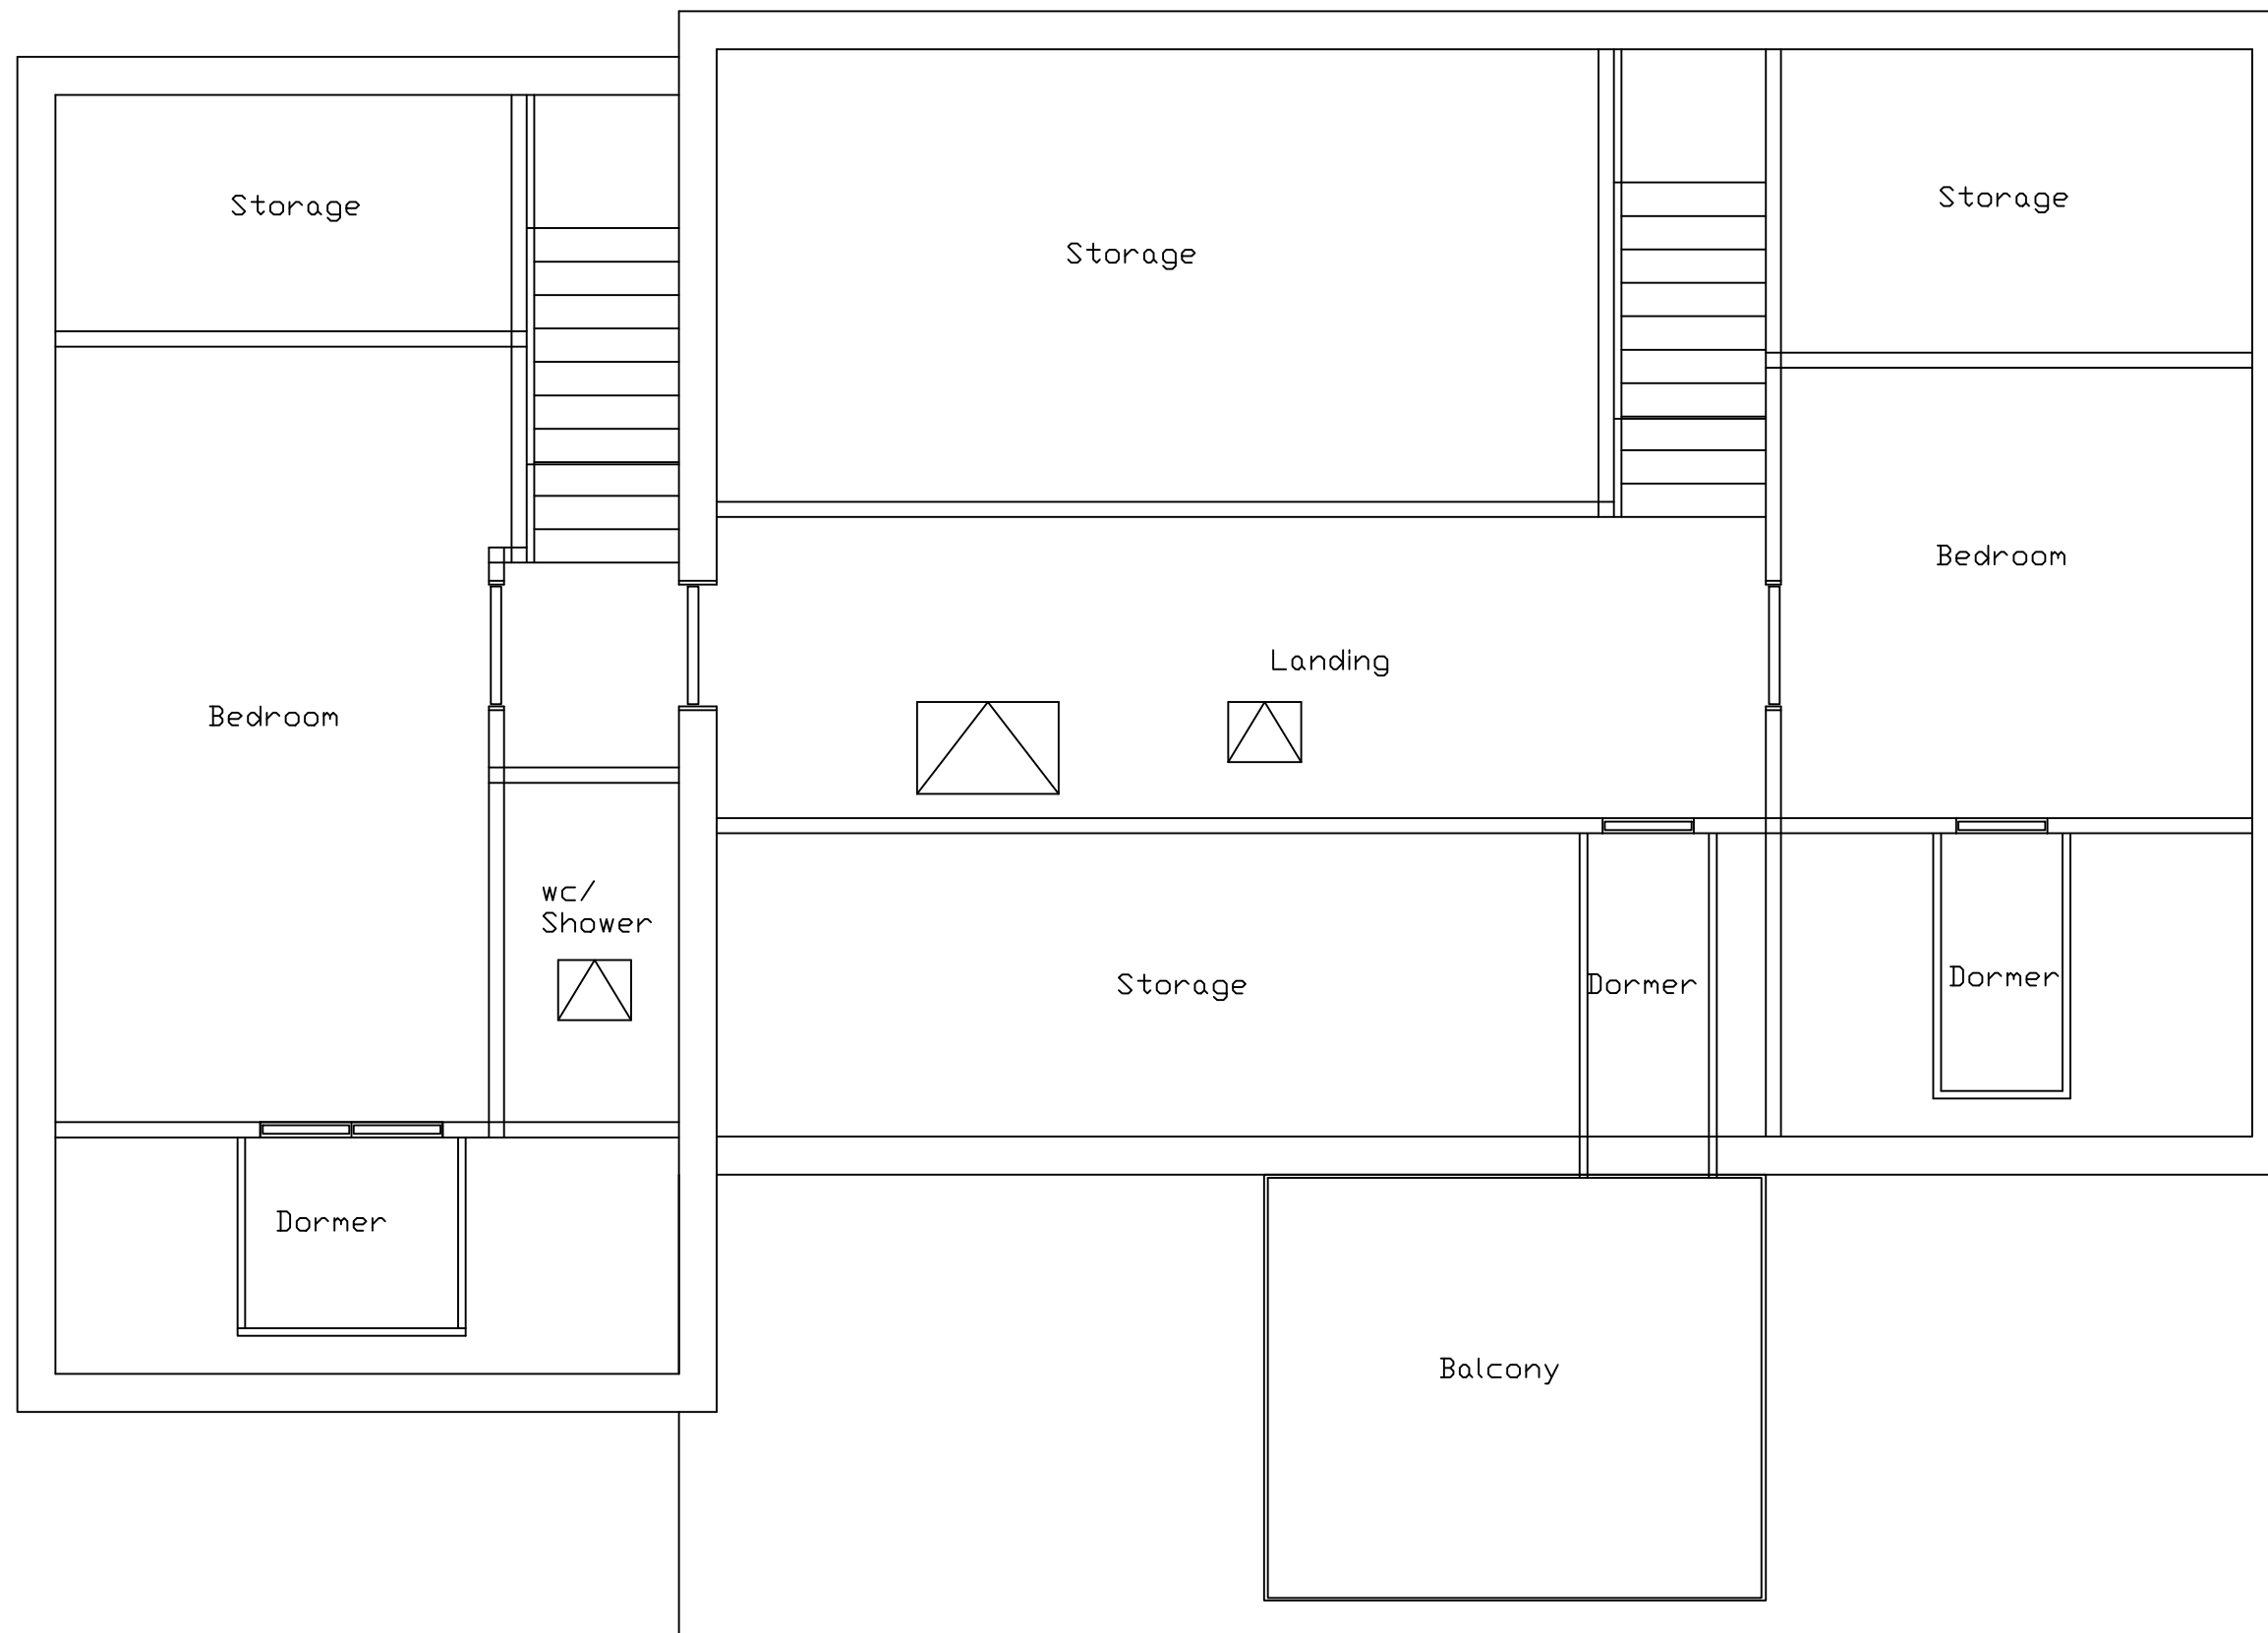 Storage
Storage
Storage
Bedroom
Landing
Bedroom
wc/
Shower
Storage
Dormer
Dormer
Dormer
Balcony